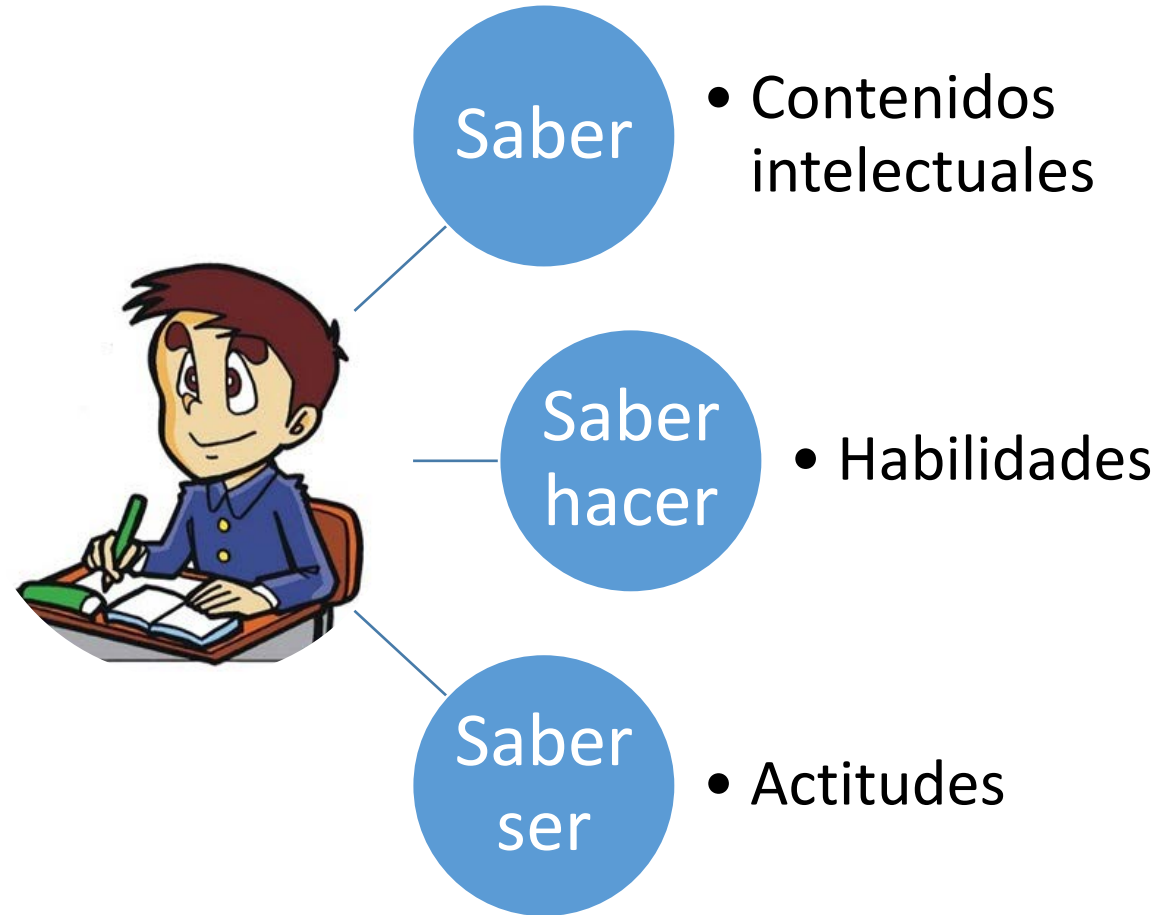 Saber
• Contenidos
intelectuales
Saber
hacer
• Habilidades
Saber
ser
• Actitudes